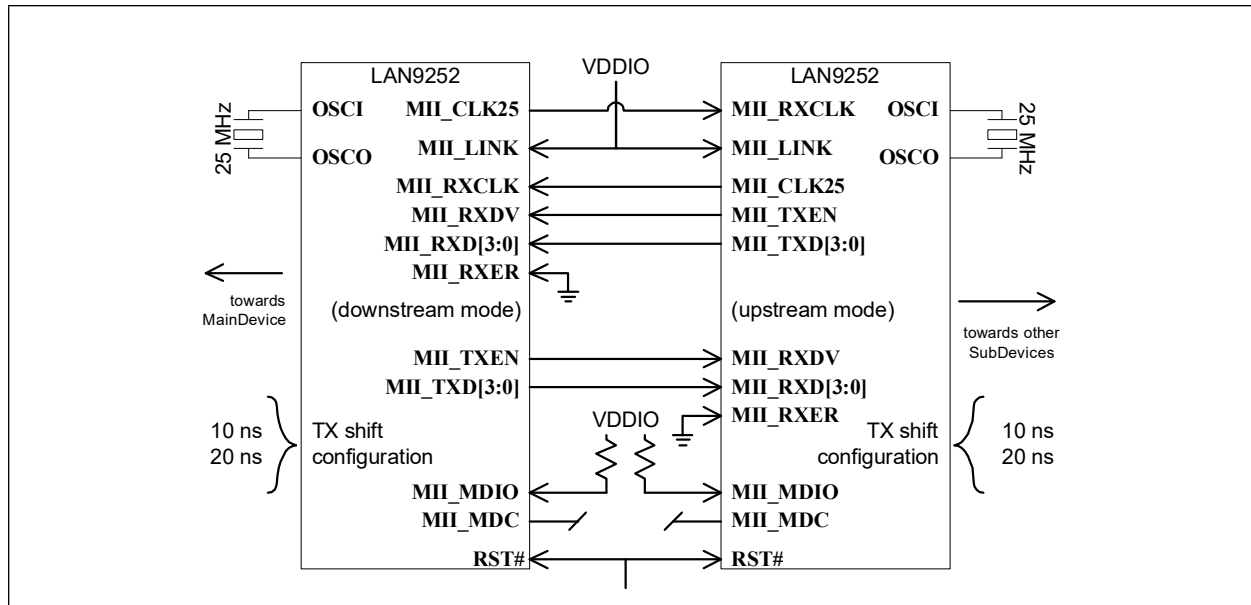 LAN9252
VDDIO
LAN9252
25 MHz
OSCI
OSCO
MII_CLK25
MII_LINK
MII_RXCLK
MII_RXDV
MII_RXD[3:0]
MII_RXER
towards
MainDevice
(downstream mode)
MII_TXEN
MII_TXD[3:0]
10 ns
20 ns
TX shift
configuration
MII_MDIO
MII_MDC
RST#
VDDIO
MII_RXCLK
MII_LINK
MII_CLK25
MII_TXEN
MII_TXD[3:0]
OSCI
OSCO
25 MHz
(upstream mode)
towards other
SubDevices
MII_RXDV
MII_RXD[3:0]
MII_RXER
TX shift
configuration
10 ns
20 ns
MII_MDIO
MII_MDC
RST#